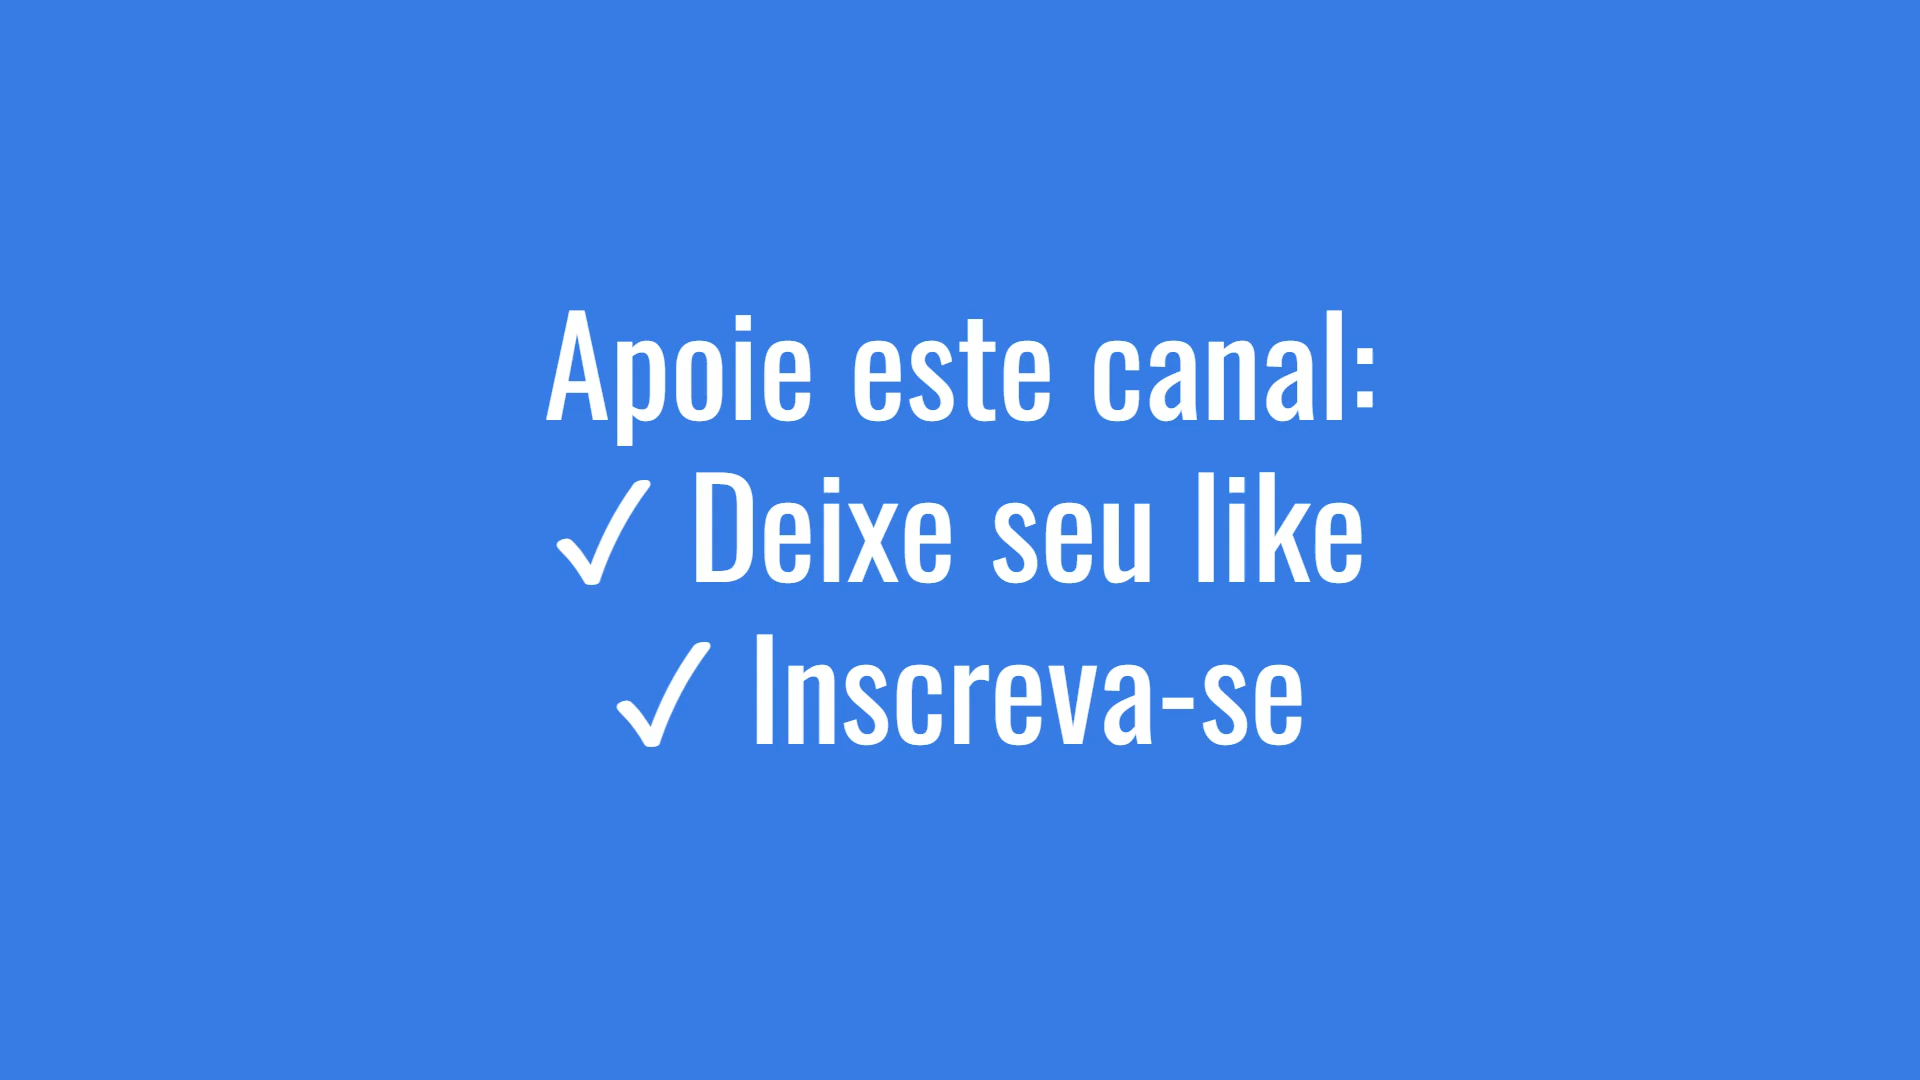 Apoie este canal:
✓ Deixe seu like
✓ Inscreva-se